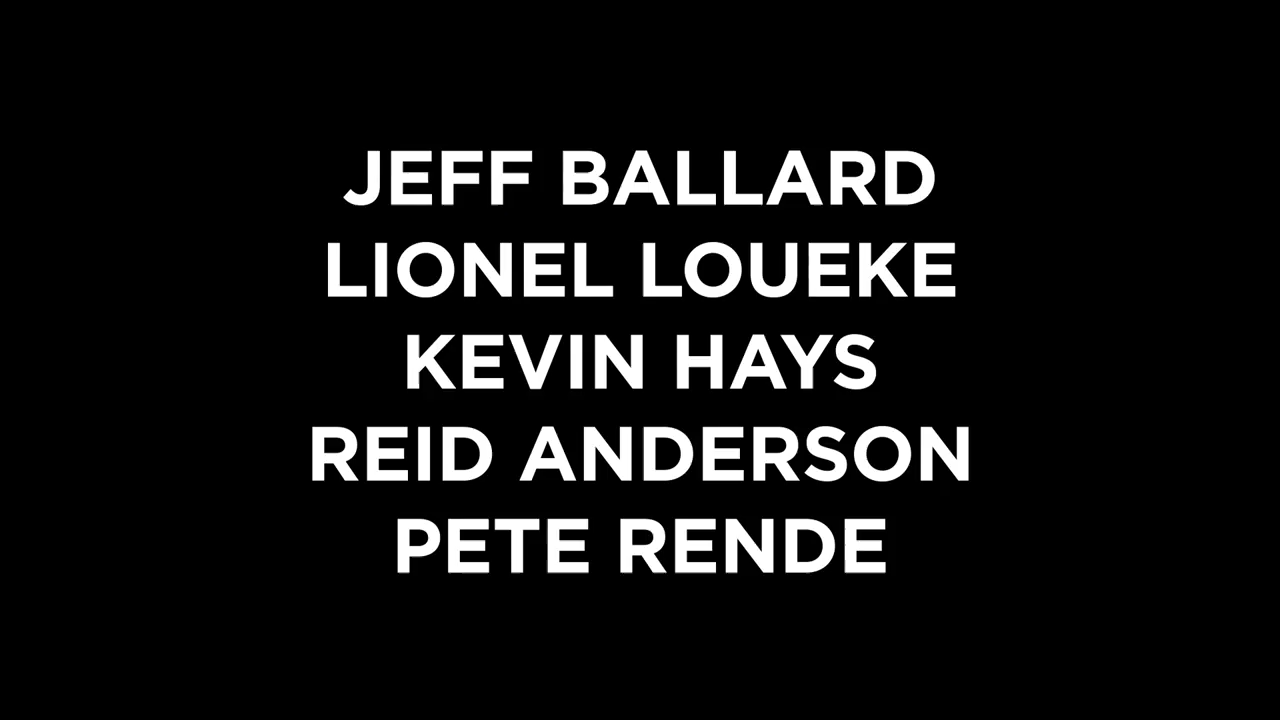 JEFF BALLARD
LIONEL LOUEKE
KEVIN HAYS
REID ANDERSON
PETE RENDE